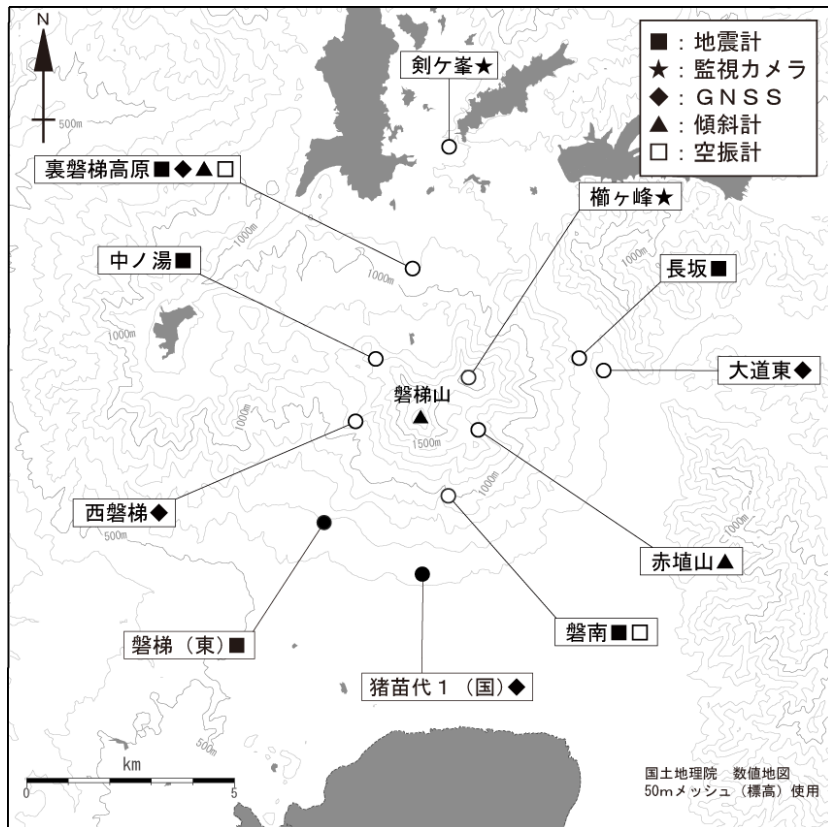 N
500m
剣ケ峯★
■：地震計
★：監視カメラ
◆：ＧＮＳＳ
▲：傾斜計
□：空振計
裏磐梯高原■◆▲□
櫛ヶ峰★
1000m
1000m
中ノ湯■
1000m
長坂■
1000m
大道東◆
磐梯山
1000m
1500m
1000m
西磐梯◆
500m
1000m
赤埴山▲
磐梯（東）■
磐南■□
猪苗代１（国）◆
500m
km
0
5
国土地理院　数値地図
50mメッシュ（標高）使用